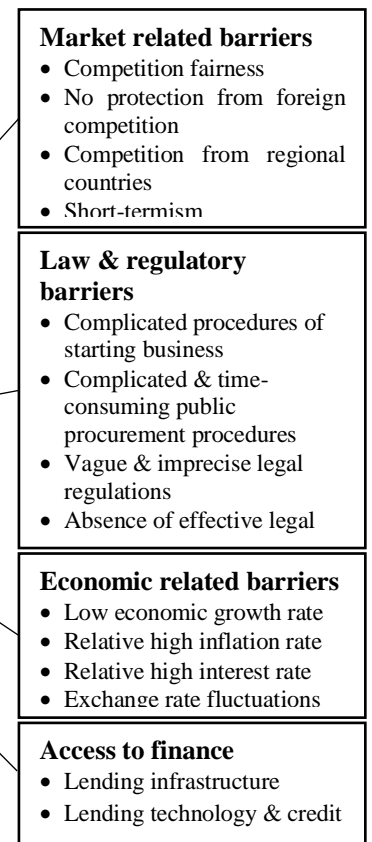 Market related barriers
• Competition fairness
• No protection from foreign
competition
• Competition from regional
countries
• Short-termism
Law & regulatory
barriers
• Complicated procedures of
starting business
• Complicated & time-
consuming public
procurement procedures
• Vague & imprecise legal
regulations
• Absence of effective legal
Economic related barriers
• Low economic growth rate
• Relative high inflation rate
• Relative high interest rate
• Exchange rate fluctuations
Access to finance
• Lending infrastructure
• Lending technology & credit